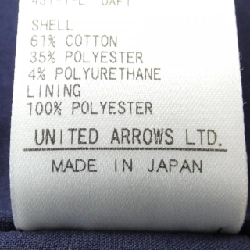 SHELL
61% COTTON
35% POLYESTER
4% POLYURETHANE
LINING
100% POLYESTER
UNITED ARROWS LTD.
MADE IN JAPAN